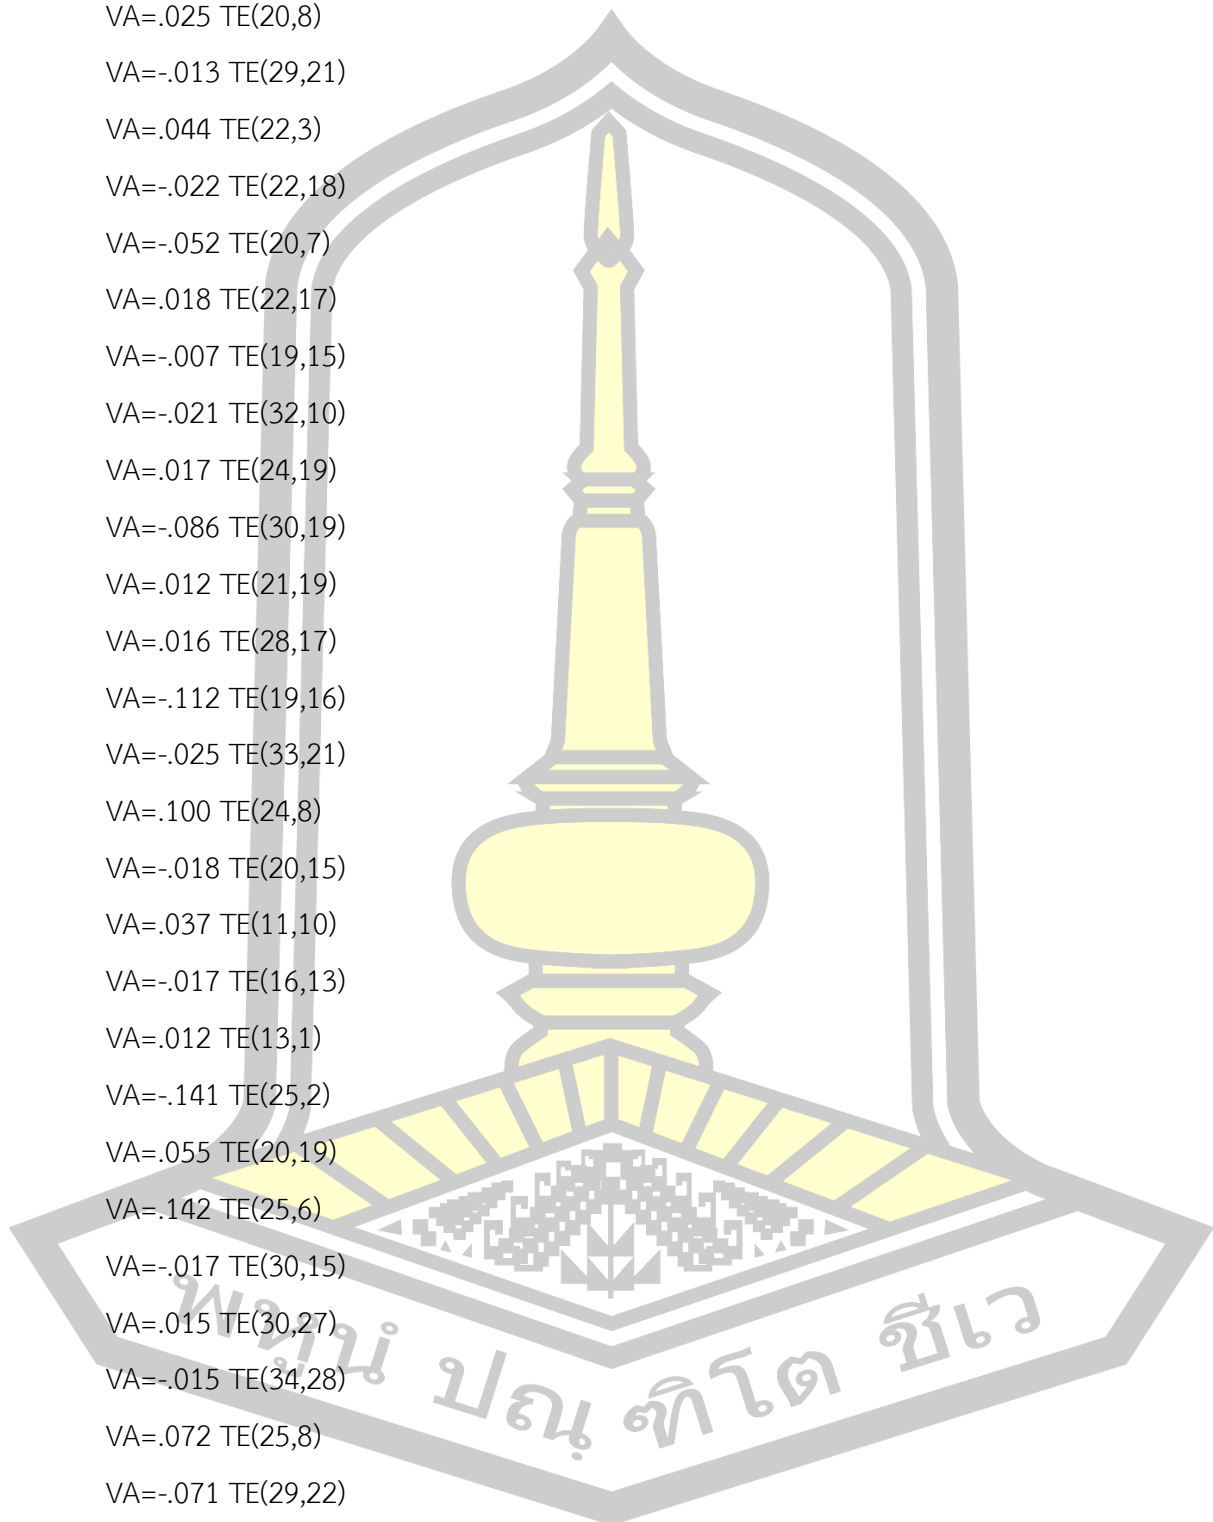 VA=.025 TE(20,8)
VA=-.013 TE(29,21)
VA=.044 TE(22,3)
VA=-.022 TE(22,18)
VA=-.052 TE(20,7)
VA=.018 TE(22,17)
VA=-.007 TE(19,15)
VA=-.021 TE(32,10)
VA=.017 TE(24,19)
VA=-.086 TE(30,19)
VA=.012 TE(21,19)
VA=.016 TE(28,17)
VA=-.112 TE(19,16)
VA=-.025 TE(33,21)
VA=.100 TE(24,8)
VA=-.018 TE(20,15)
VA=.037 TE(11,10)
VA=-.017 TE(16,13)
VA=.012 TE(13,1)
VA=-.141 TE(25,2)
VA=.055 TE(20,19)
VA=.142 TE(25,6)
VA=-.017 TE(30,15)
VA=.015 TE(30,27)
VA=-.015 TE(34,28)
VA=.072 TE(25,8)
VA=-.071 TE(29,22)
พหูนํ ปณฺ ฑิโต ชีเว